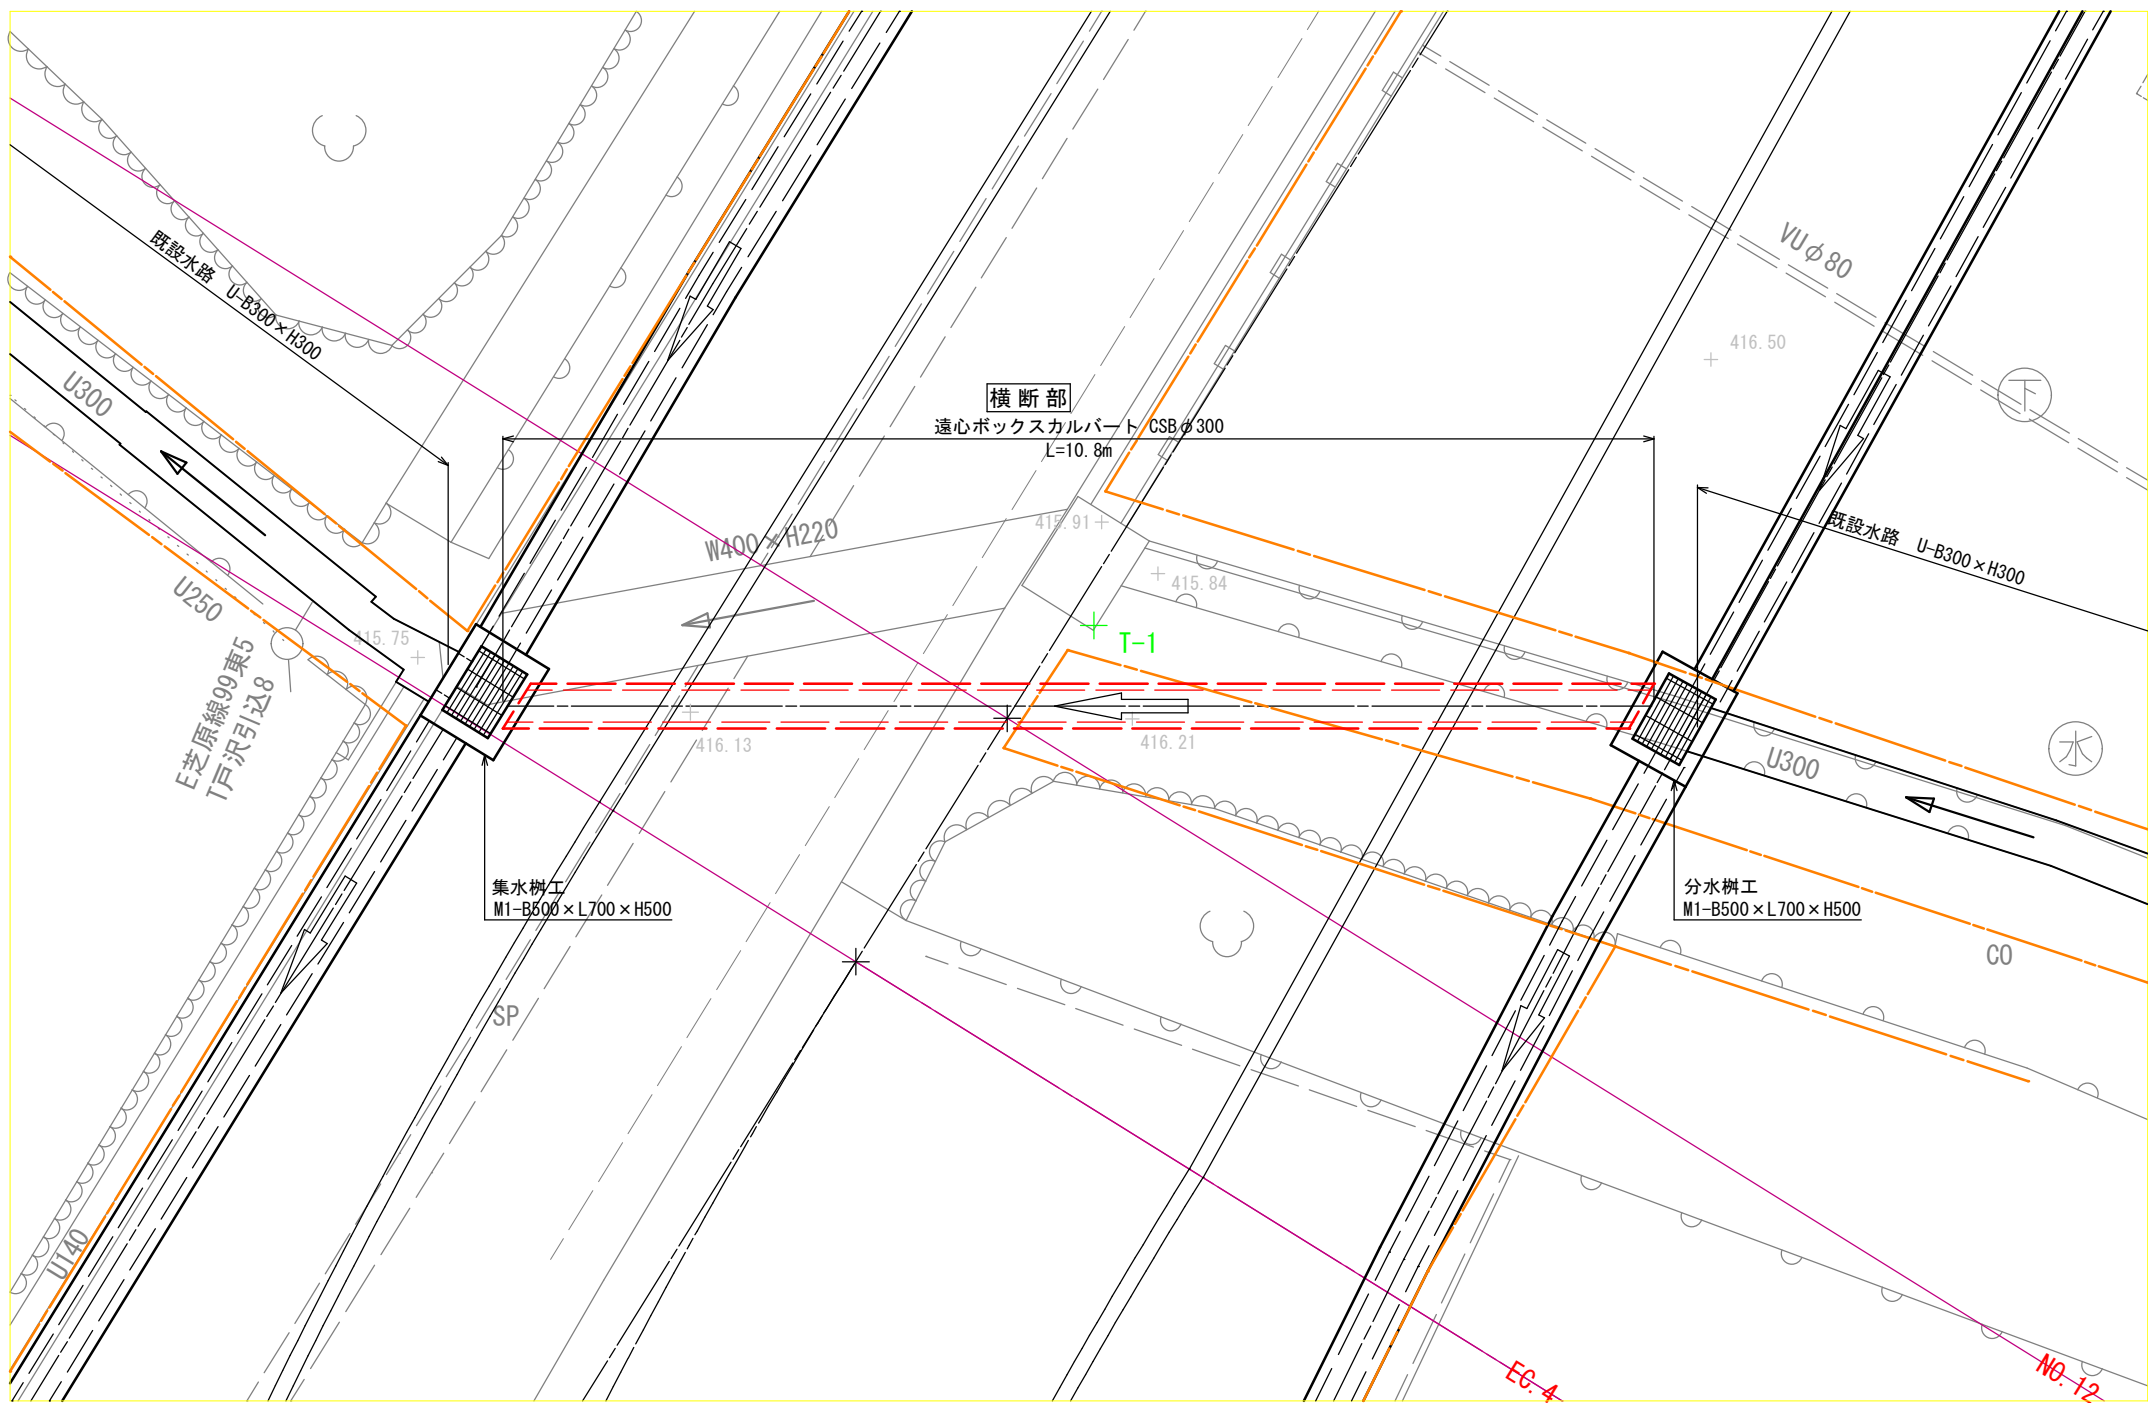 既設水路 U-B300×H300
U300
U250
E芝原線99東5
T戸沢引込8
415.75
W400×H220
横断部
遠心ボックスカルバート CSBφ300
L=10.8m
415.91
415.84
T-1
VUφ80
416.50
下
既設水路 U-B300×H300
水
U300
416.13
416.21
集水桝工
M1-B500×L700×H500
分水桝工
M1-B500×L700×H500
CO
SP
U140
EC.4
NO.12